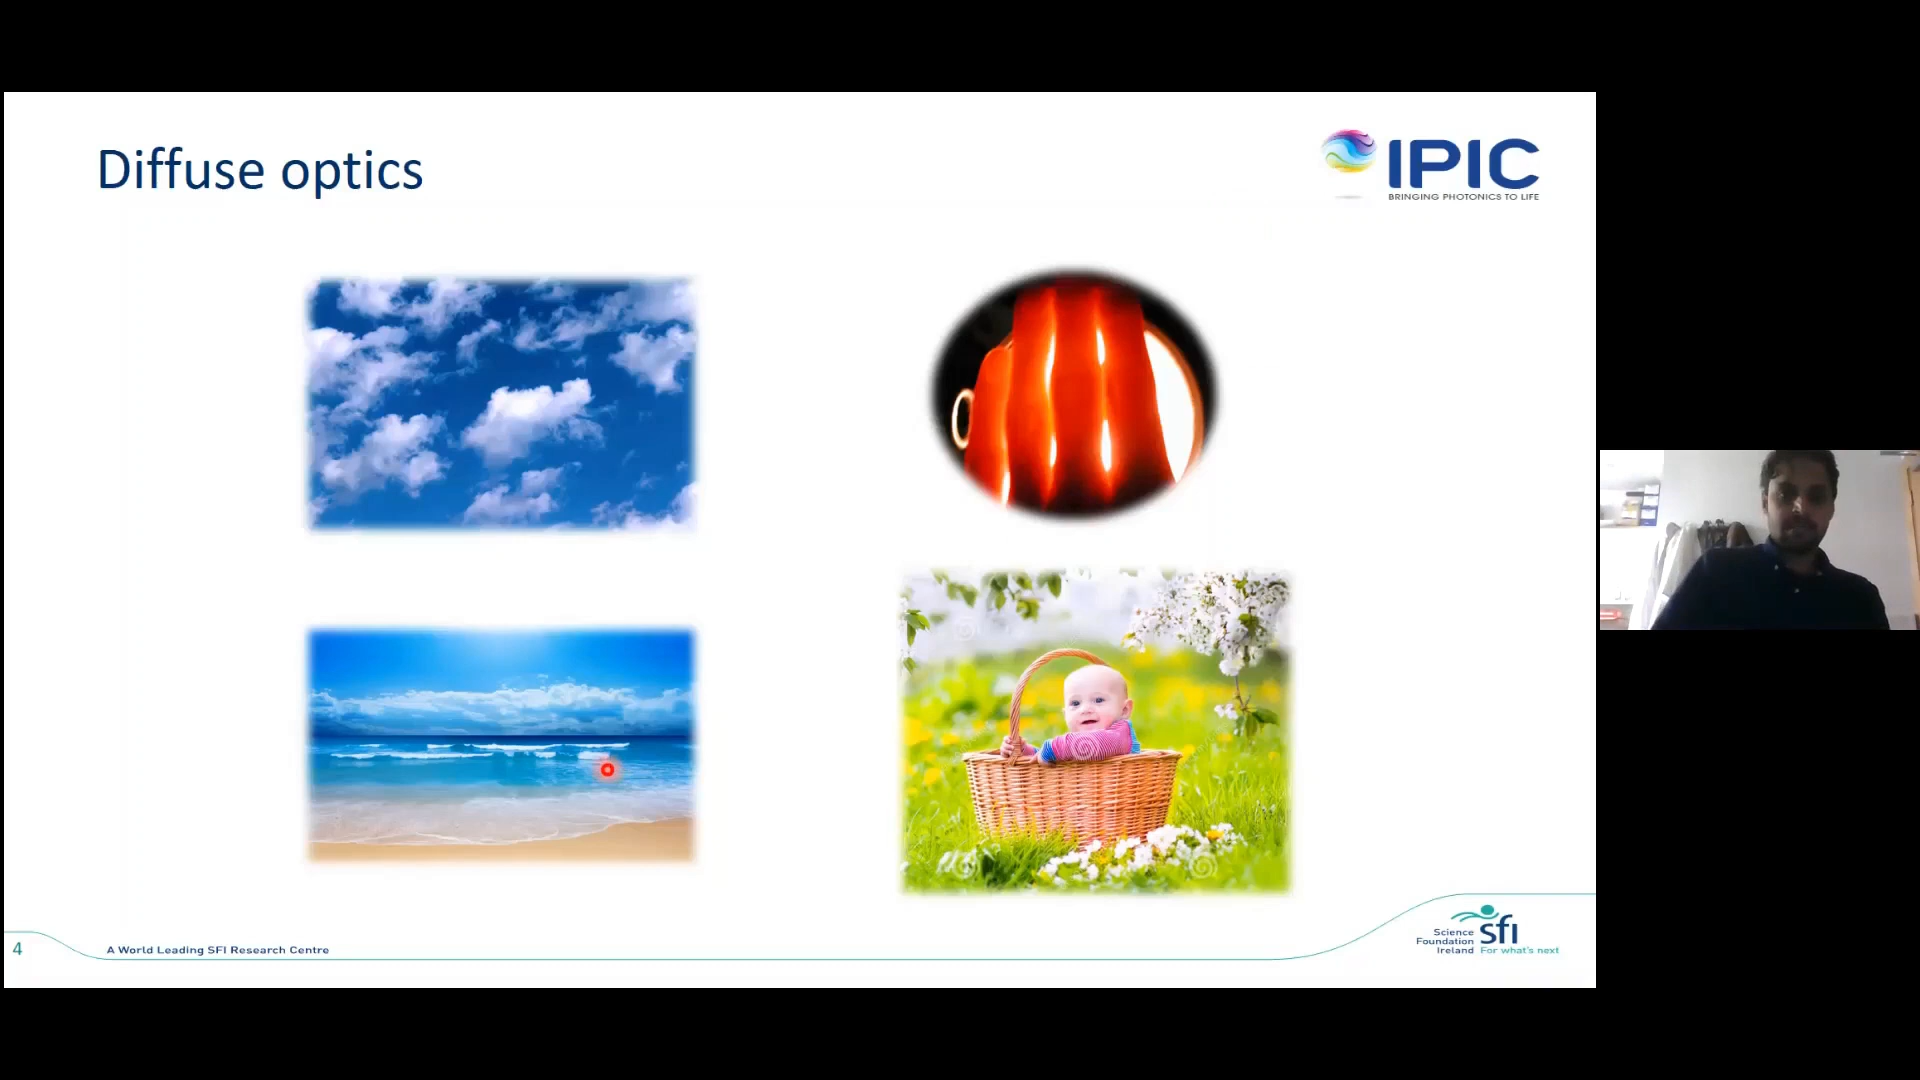 Diffuse optics
IPIC
BRINGING PHOTONICS TO LIFE
4
A World Leading SFI Research Centre
Science
Foundation
Ireland
sfi
For what's next